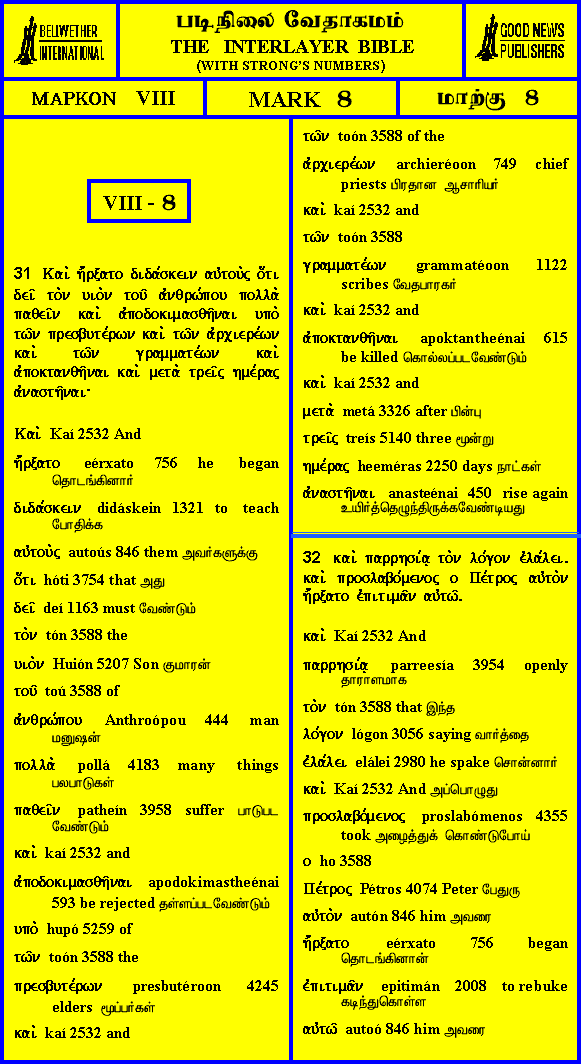 BELLWETHER
INTERNATIONAL
படிநிலை வேதாகமம்
THE INTERLAYER BIBLE
(WITH STRONG'S NUMBERS)
GOOD NEWS
PUBLISHERS
ΜΑΡΚΟΝ VIII
MARK 8
மாற்கு 8
VIII - 8
31 Καὶ ἤρξατο διδάσκειν αὐτοὺς ὅτι
δεῖ τὸν υιὸν τοῦ ἀνθρώπου πολλὰ
παθεῖν καὶ ἀποδοκιμασθῆναι υπὸ
τῶν πρεσβυτέρων καὶ τῶν ἀρχιερέων
καὶ τῶν γραμματέων καὶ
ἀποκτανθῆναι καὶ μετὰ τρεῖς ημέρας
ἀναστῆναι·
Καὶ Kaí 2532 And
ἤρξατο eérxato 756 he began
தொடங்கினார்
διδάσκειν didáskein 1321 to teach
போதிக்க
αὐτοὺς autoús 846 them அவர்களுக்கு
ὅτι hóti 3754 that அது
δεῖ deí 1163 must வேண்டும்
τὸν tón 3588 the
υιὸν Huión 5207 Son குமாரன்
τοῦ toú 3588 of
ἀνθρώπου Anthroópou 444 man
மனுஷன்
πολλὰ pollá 4183 many things
பலபாடுகள்
παθεῖν patheín 3958 suffer பாடுபட
வேண்டும்
καὶ kaí 2532 and
ἀποδοκιμασθῆναι apodokimastheénai
593 be rejected தள்ளப்படவேண்டும்
υπὸ hupó 5259 of
τῶν toón 3588 the
πρεσβυτέρων presbutéroon 4245
elders மூப்பர்கள்
καὶ kaí 2532 and
τῶν toón 3588 of the
ἀρχιερέων archieréoon 749 chief
priests பிரதான ஆசாரியர்
καὶ kaí 2532 and
τῶν toón 3588
γραμματέων grammatéoon 1122
scribes வேதபாரகர்
καὶ kaí 2532 and
ἀποκτανθῆναι apoktantheénai 615
be killed கொல்லப்படவேண்டும்
καὶ kaí 2532 and
μετὰ metá 3326 after பின்பு
τρεῖς treís 5140 three மூன்று
ημέρας heeméras 2250 days நாட்கள்
ἀναστῆναι anasteénai 450 rise again
உயிர்த்தெழுந்திருக்கவேண்டியது
32 καὶ παρρησίᾳ τὸν λόγον ἐλάλει.
καὶ προσλαβόμενος ο Πέτρος αὐτὸν
ἤρξατο ἐπιτιμᾶν αὐτῶ.
καὶ Kaí 2532 And
παρρησίᾳ parreesía 3954 openly
தாராளமாக
τὸν tón 3588 that இந்த
λόγον lógon 3056 saying வார்த்தை
ἐλάλει elálei 2980 he spake சொன்னார்
καὶ Kaí 2532 And அப்பொழுது
προσλαβόμενος proslabómenos 4355
took அழைத்துக் கொண்டுபோய்
ο ho 3588
Πέτρος Pétros 4074 Peter பேதுரு
αὐτὸν autón 846 him அவரை
ἤρξατο eérxato 756 began
தொடங்கினான்
ἐπιτιμᾶν epitimán 2008 to rebuke
கடிந்துகொள்ள
αὐτῶ autoó 846 him அவரை